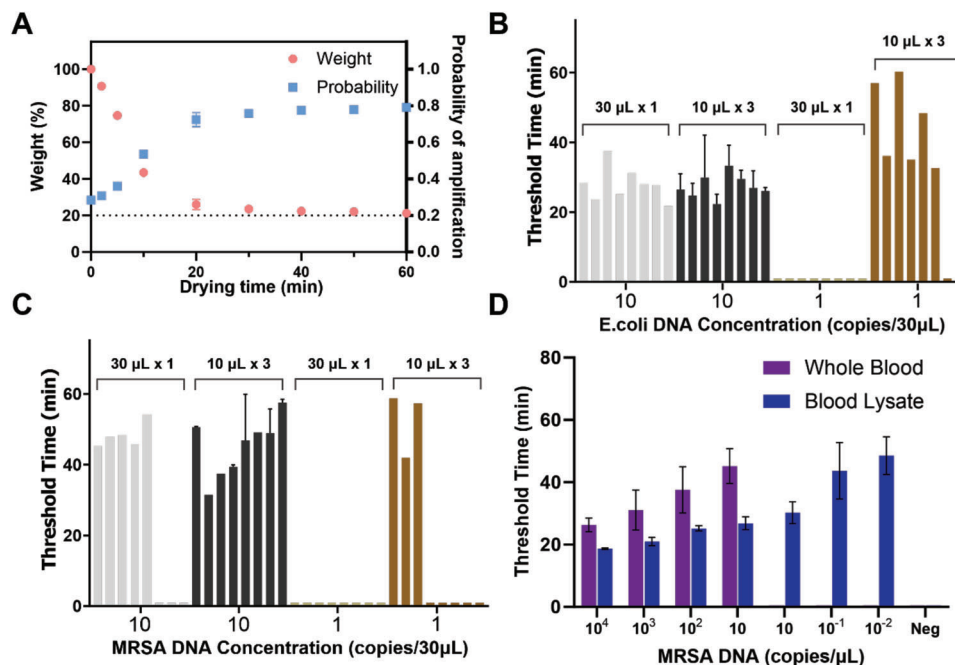 A
Weight (%)
100
80
60
40
20
0
Weight
Probability
1.0
0.8
0.6
0.4
0.2
0.0
Probability of amplification
0
10
20
30
40
50
60
Drying time (min)
B
Threshold Time (min)
60
40
20
0
30 µL x 1
10 µL x 3
30 µL x 1
10 µL x 3
10
10
1
1
E.coli DNA Concentration (copies/30µL)
C
Threshold Time (min)
60
40
20
0
30 µL x 1
10 µL x 3
30 µL x 1
10 µL x 3
10
10
1
1
MRSA DNA Concentration (copies/30µL)
D
Threshold Time (min)
80
60
40
20
0
Whole Blood
Blood Lysate
10⁴
10³
10²
10
10
10⁻¹
10⁻²
Neg
MRSA DNA (copies/µL)